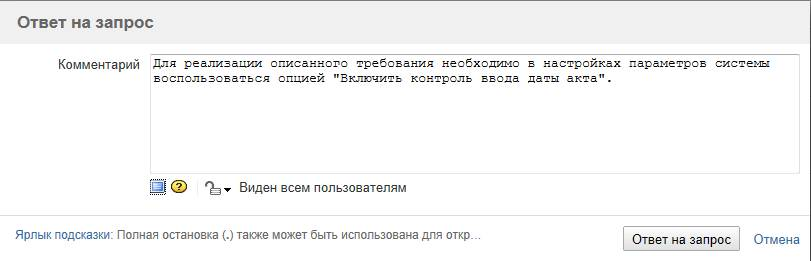 Ответ на запрос
Комментарий
Для реализации описанного требования необходимо в настройках параметров системы
воспользоваться опцией "Включить контроль ввода даты акта".
Виден всем пользователям
Ярлык подсказки: Полная остановка (.) также может быть использована для откр…
Ответ на запрос
Отмена